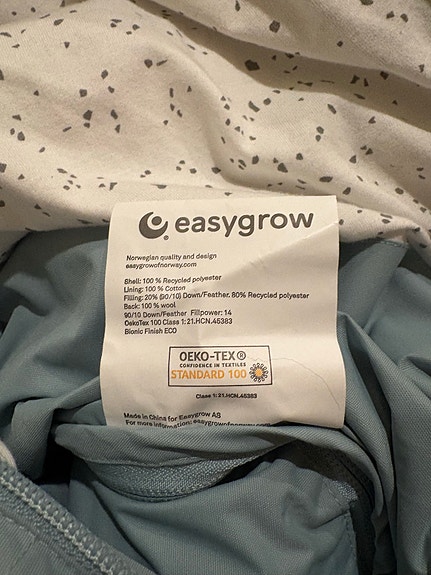 easygrow
Norwegian quality and design
easygrowofnorway.com
Shell: 100 % Recycled polyester
Lining: 100 % Cotton
Filling: 20% (90/10) Down/Feather. 80% Recycled polyester
Back: 100 % wool
90/10 Down/Feather Fillpower: 14
OekoTex 100 Class 1: 21.HCN.45383
Bionic Finish ECO
OEKO-TEX®
CONFIDENCE IN TEXTILES
STANDARD 100
Class 1: 21.HCN.45383
Made in China for Easygrow AS
For more information: easygrowofnorway.com